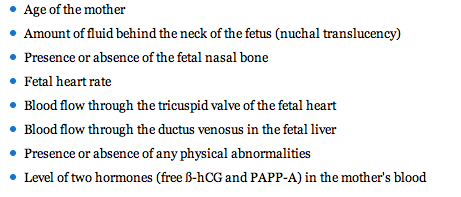 • Age of the mother
• Amount of fluid behind the neck of the fetus (nuchal translucency)
• Presence or absence of the fetal nasal bone
• Fetal heart rate
• Blood flow through the tricuspid valve of the fetal heart
• Blood flow through the ductus venosus in the fetal liver
• Presence or absence of any physical abnormalities
• Level of two hormones (free ß-hCG and PAPP-A) in the mother's blood